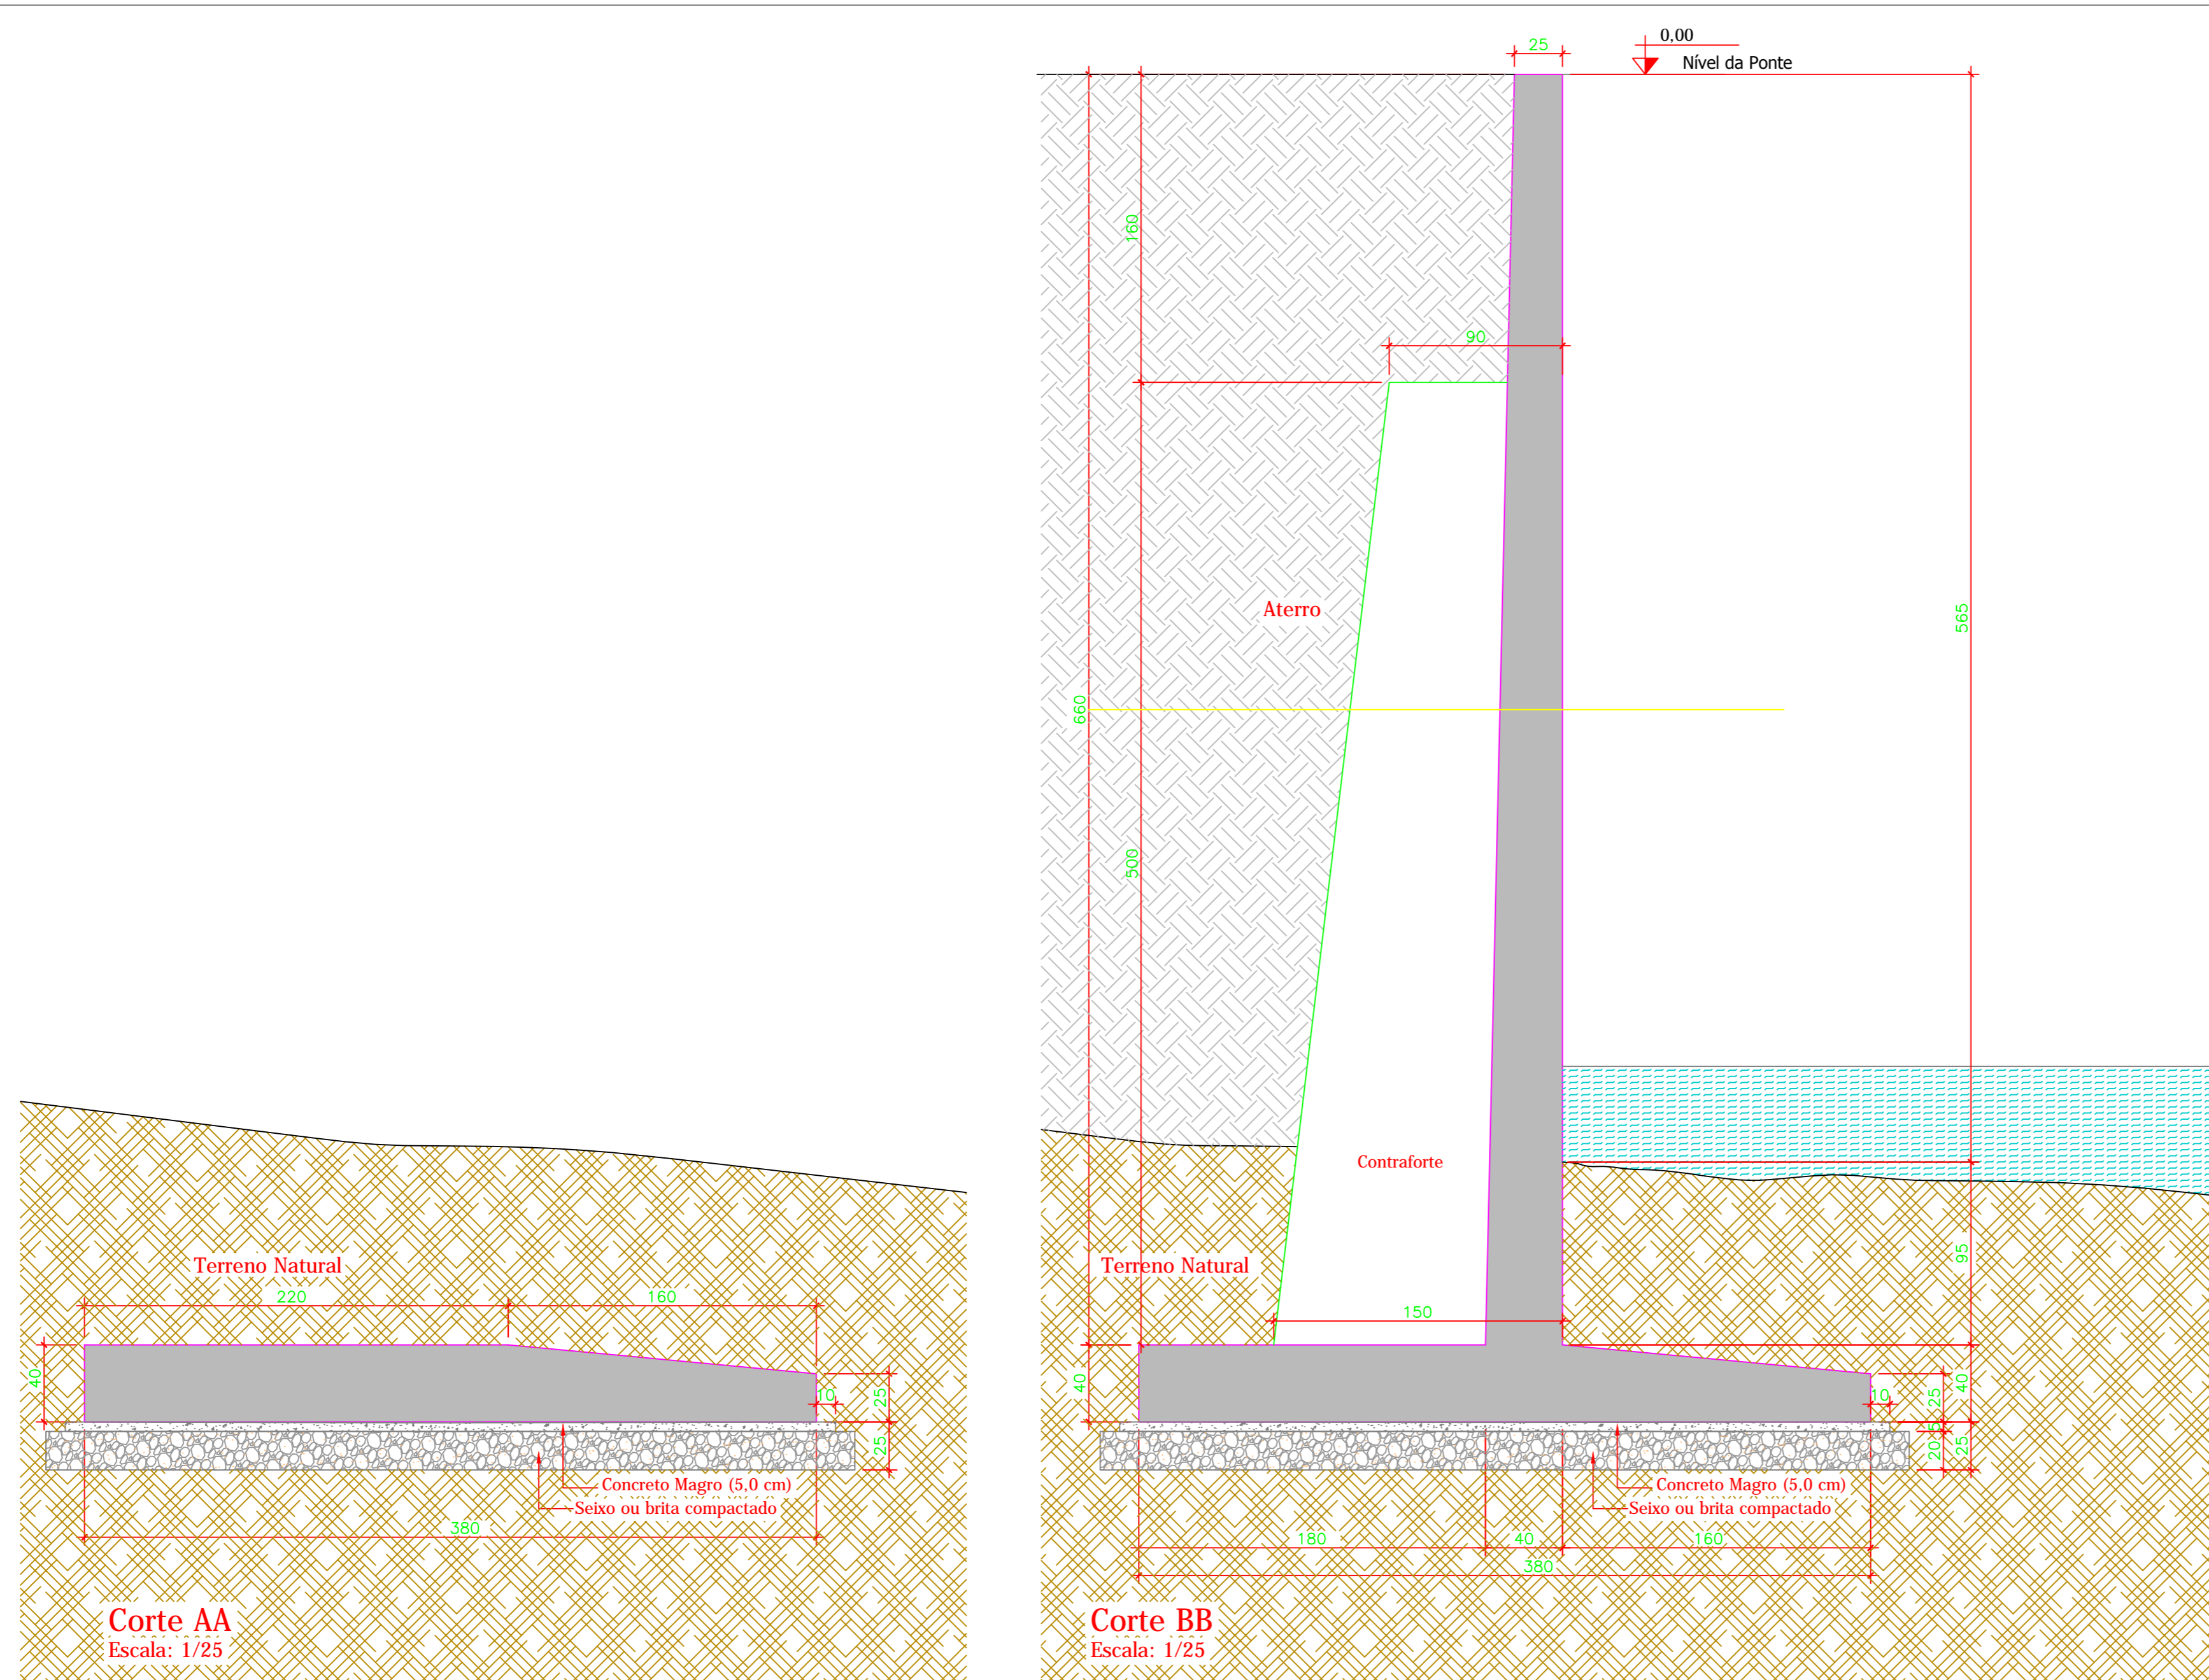 25
0,00
Nível da Ponte
160
90
Aterro
565
660
500
Contraforte
Terreno Natural
220
160
40
10
25
25
Concreto Magro (5,0 cm)
Seixo ou brita compactado
380
Corte AA
Escala: 1/25
Terreno Natural
150
95
40
10
25
40
5
20
25
Concreto Magro (5,0 cm)
Seixo ou brita compactado
180
40
160
380
Corte BB
Escala: 1/25